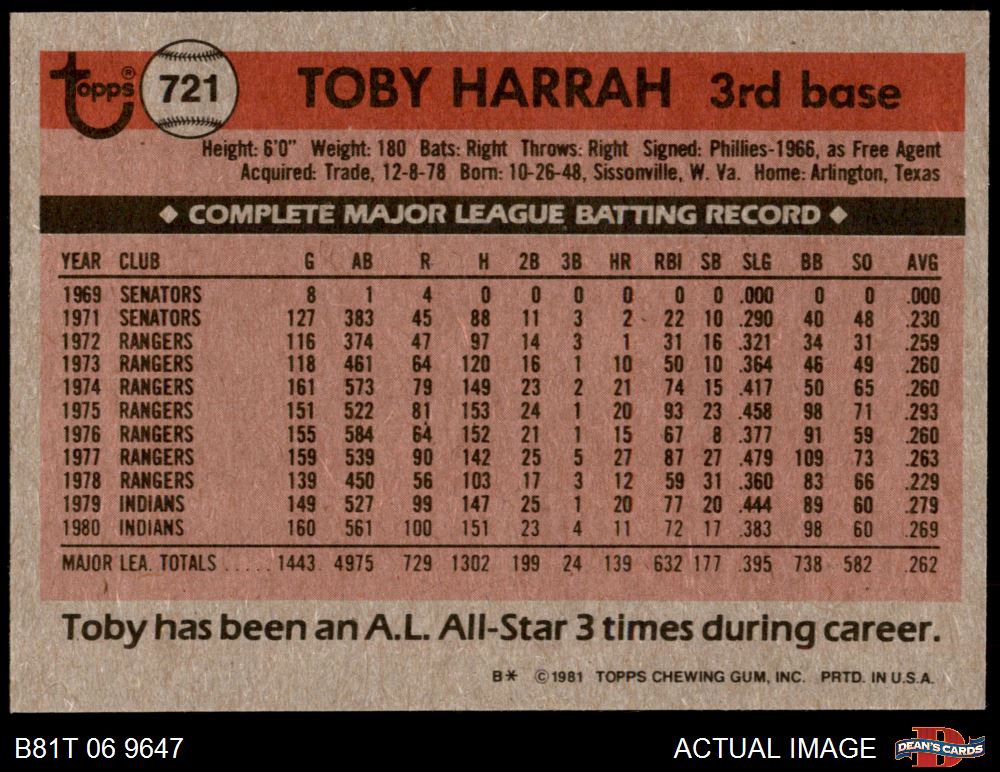 topps® 721 TOBY HARRAH 3rd base
Height: 6'0" Weight: 180 Bats: Right Throws: Right Signed: Phillies-1966, as Free Agent
Acquired: Trade, 12-8-78 Born: 10-26-48, Sissonville, W. Va. Home: Arlington, Texas
◆ COMPLETE MAJOR LEAGUE BATTING RECORD ◆
YEAR CLUB G AB R H 2B 3B HR RBI SB SLG BB SO AVG
1969 SENATORS 8 1 4 0 0 0 0 0 0 .000 0 0 .000
1971 SENATORS 127 383 45 88 11 3 2 22 10 .290 40 48 .230
1972 RANGERS 116 374 47 97 14 3 1 31 16 .321 34 31 .259
1973 RANGERS 118 461 64 120 16 1 10 50 10 .364 46 49 .260
1974 RANGERS 161 573 79 149 23 2 21 74 15 .417 50 65 .260
1975 RANGERS 151 522 81 153 24 1 20 93 23 .458 98 71 .293
1976 RANGERS 155 584 64 152 21 1 15 67 8 .377 91 59 .260
1977 RANGERS 159 539 90 142 25 5 27 87 27 .479 109 73 .263
1978 RANGERS 139 450 56 103 17 3 12 59 31 .360 83 66 .229
1979 INDIANS 149 527 99 147 25 1 20 77 20 .444 89 60 .279
1980 INDIANS 160 561 100 151 23 4 11 72 17 .383 98 60 .269
MAJOR LEA. TOTALS ..... 1443 4975 729 1302 199 24 139 632 177 .395 738 582 .262
Toby has been an A.L. All-Star 3 times during career.
B* ©1981 TOPPS CHEWING GUM, INC. PRTD. IN U.S.A.
B81T 06 9647 ACTUAL IMAGE D DEAN'S CARDS